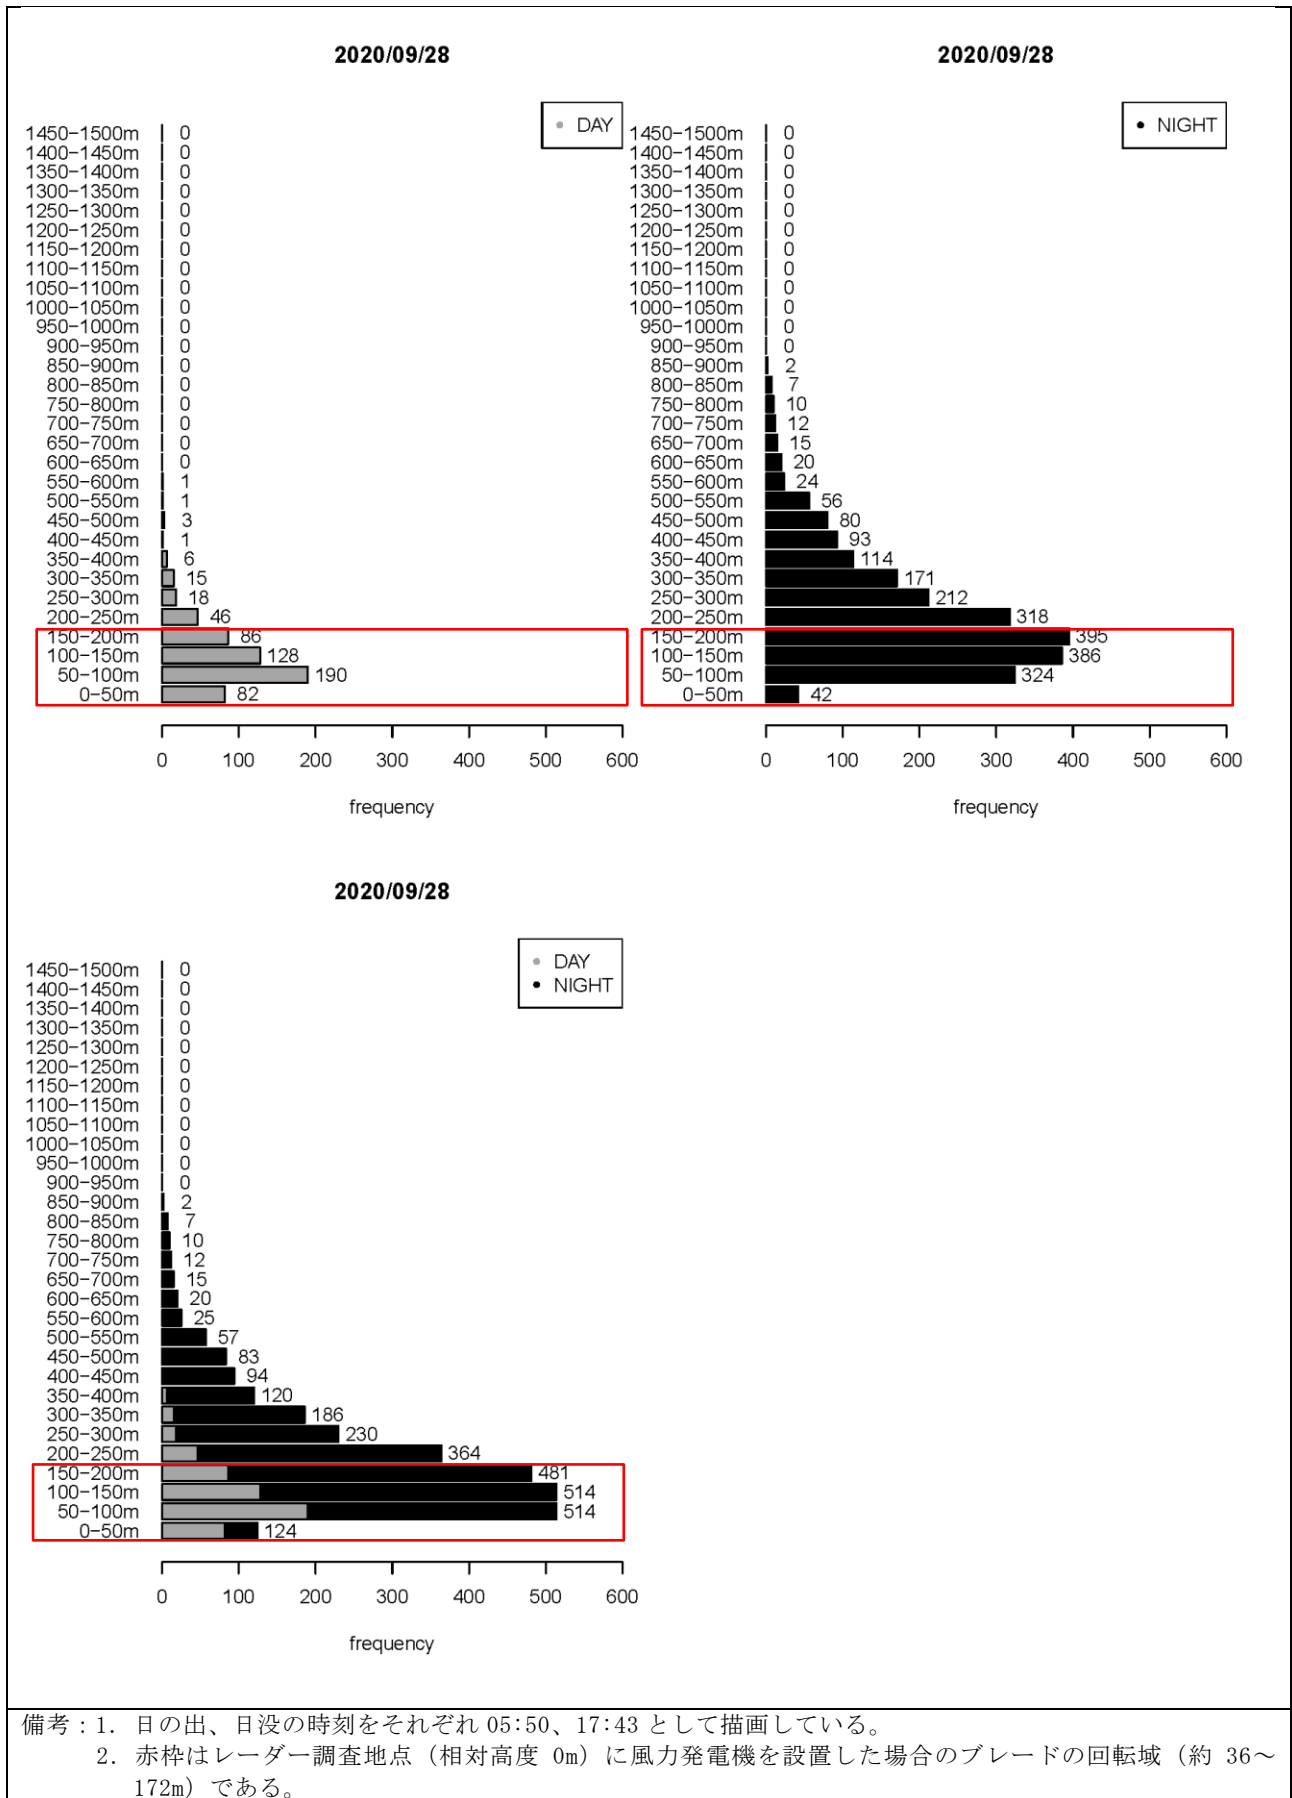 2020/09/28
DAY
1450-1500m 0
1400-1450m 0
1350-1400m 0
1300-1350m 0
1250-1300m 0
1200-1250m 0
1150-1200m 0
1100-1150m 0
1050-1100m 0
1000-1050m 0
950-1000m 0
900-950m 0
850-900m 0
800-850m 0
750-800m 0
700-750m 0
650-700m 0
600-650m 0
550-600m 1
500-550m 1
450-500m 3
400-450m 1
350-400m 6
300-350m 15
250-300m 18
200-250m 46
150-200m 86
100-150m 128
50-100m 190
0-50m 82
0 100 200 300 400 500 600
frequency
2020/09/28
NIGHT
1450-1500m 0
1400-1450m 0
1350-1400m 0
1300-1350m 0
1250-1300m 0
1200-1250m 0
1150-1200m 0
1100-1150m 0
1050-1100m 0
1000-1050m 0
950-1000m 0
900-950m 0
850-900m 2
800-850m 7
750-800m 10
700-750m 12
650-700m 15
600-650m 20
550-600m 24
500-550m 56
450-500m 80
400-450m 93
350-400m 114
300-350m 171
250-300m 212
200-250m 318
150-200m 395
100-150m 386
50-100m 324
0-50m 42
0 100 200 300 400 500 600
frequency
2020/09/28
DAY
NIGHT
1450-1500m 0
1400-1450m 0
1350-1400m 0
1300-1350m 0
1250-1300m 0
1200-1250m 0
1150-1200m 0
1100-1150m 0
1050-1100m 0
1000-1050m 0
950-1000m 0
900-950m 0
850-900m 2
800-850m 7
750-800m 10
700-750m 12
650-700m 15
600-650m 20
550-600m 25
500-550m 57
450-500m 83
400-450m 94
350-400m 120
300-350m 186
250-300m 230
200-250m 364
150-200m 481
100-150m 514
50-100m 514
0-50m 124
0 100 200 300 400 500 600
frequency
備考：1. 日の出、日没の時刻をそれぞれ 05:50、17:43 として描画している。
2. 赤枠はレーダー調査地点（相対高度 0m）に風力発電機を設置した場合のブレードの回転域（約 36～
172m）である。